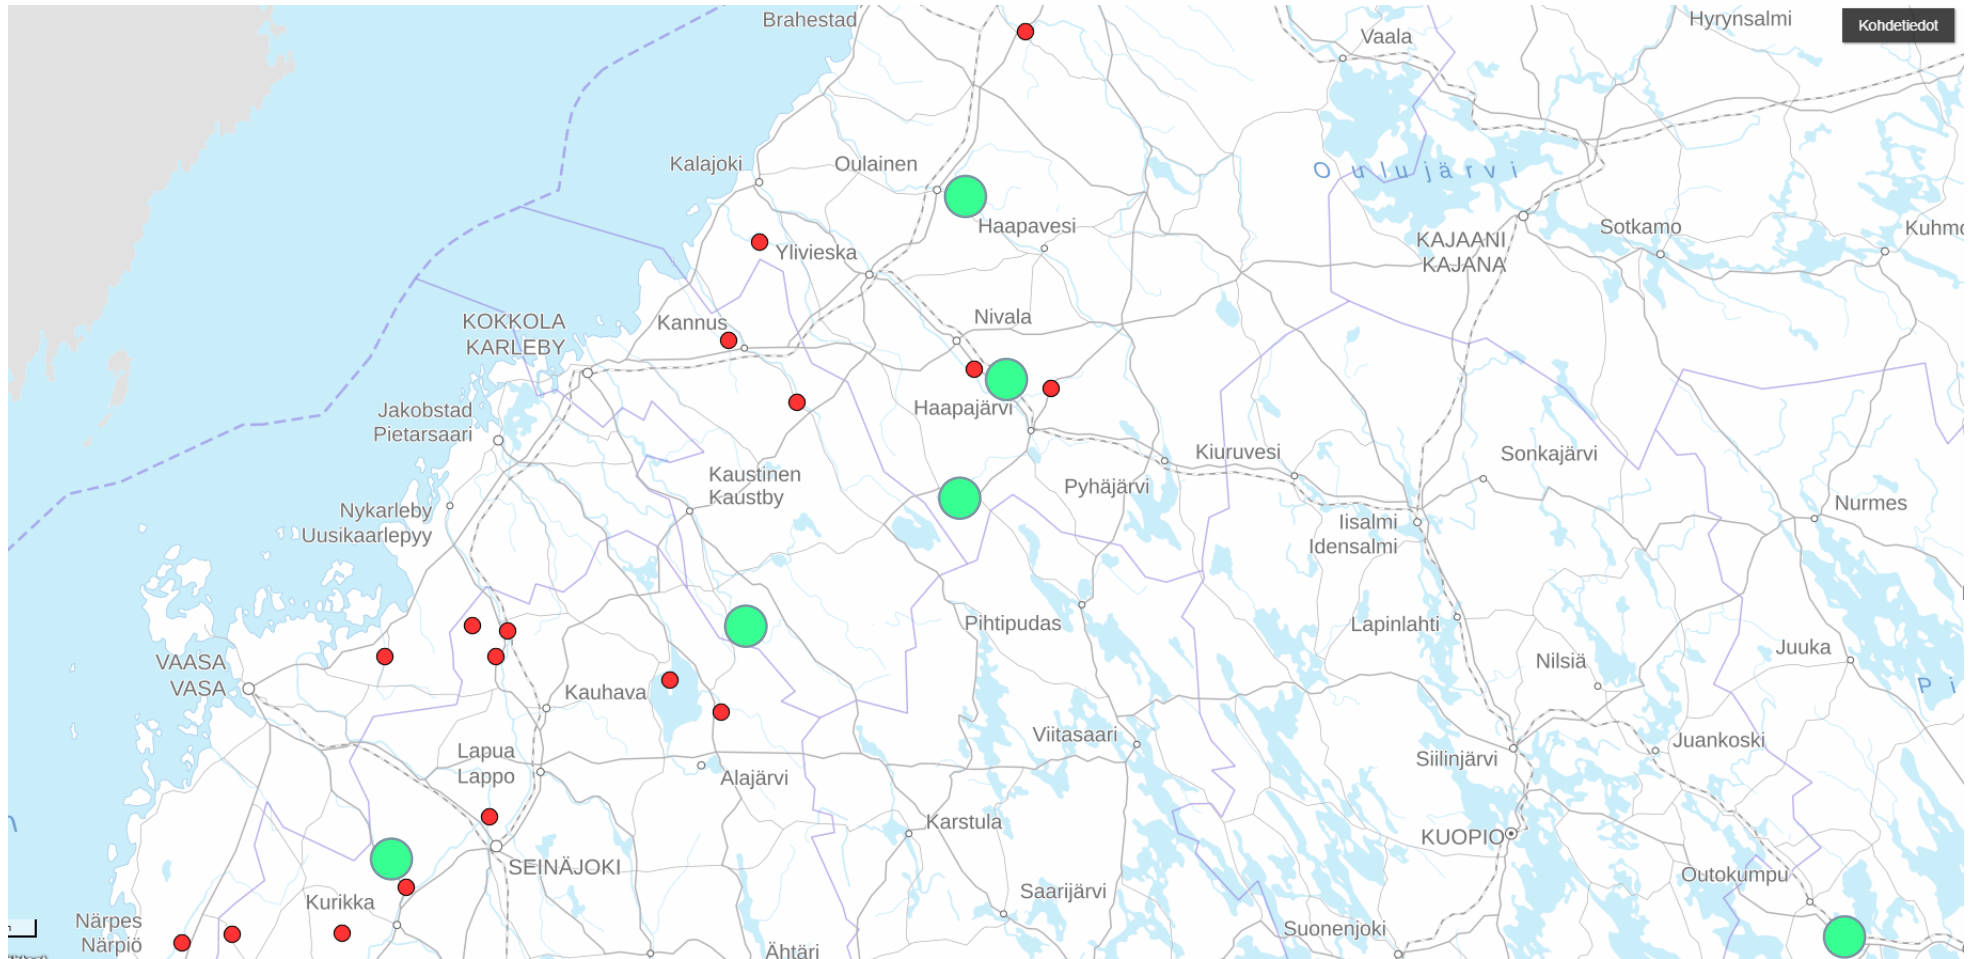 Brahestad
Hyrynsalmi
Kohdetiedot
Vaala
Kalajoki
Oulainen
Oulujärvi
Haapavesi
Sotkamo
Ylivieska
KAJAANI
KAJANA
KOKKOLA
KARLEBY
Kannus
Nivala
Jakobstad
Pietarsaari
Haapajärvi
Kaustinen
Kaustby
Kiuruvesi
Sonkajärvi
Pyhäjärvi
Nykarleby
Uusikaarlepyy
Iisalmi
Idensalmi
Nurmes
Pihtipudas
Lapinlahti
VAASA
VASA
Nilsiä
Juuka
Pi
Kauhava
Viitasaari
Lapua
Lappo
Alajärvi
Siilinjärvi
Juankoski
Karstula
KUOPIO
SEINÄJOKI
Outokumpu
Kurikka
Saarijärvi
Närpes
Närpiö
Suonenjoki
Ähtäri